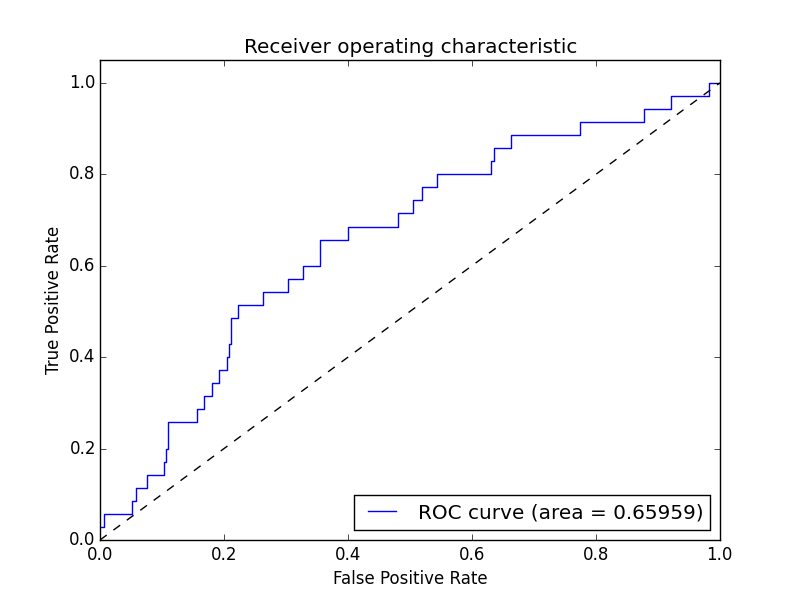 Receiver operating characteristic
1.0
0.8
0.6
0.4
0.2
0.0
True Positive Rate
ROC curve (area = 0.65959)
0.0 0.2 0.4 0.6 0.8 1.0
False Positive Rate